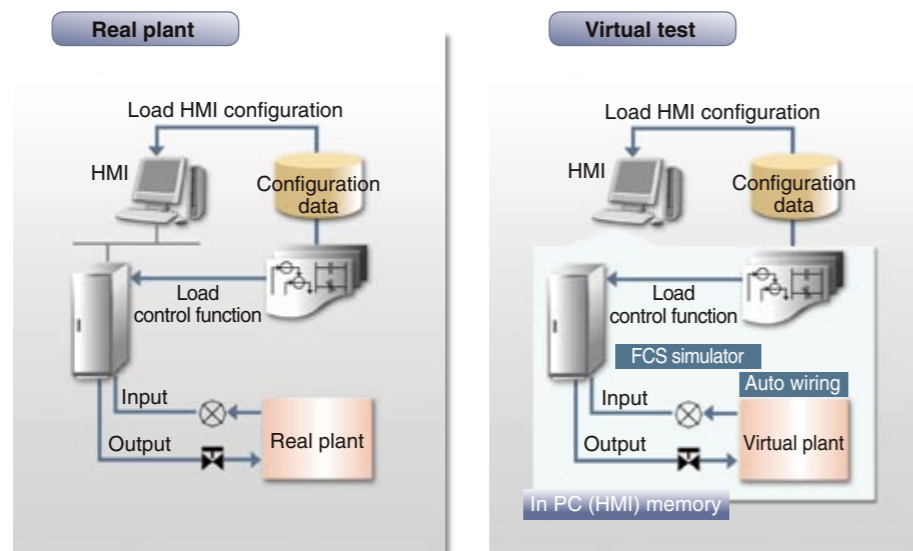 Real plant
Load HMI configuration
HMI
Configuration
data
Load
control function
Input
Output
Real plant
Virtual test
Load HMI configuration
HMI
Configuration
data
Load
control function
FCS simulator
Auto wiring
Input
Output
Virtual plant
In PC (HMI) memory